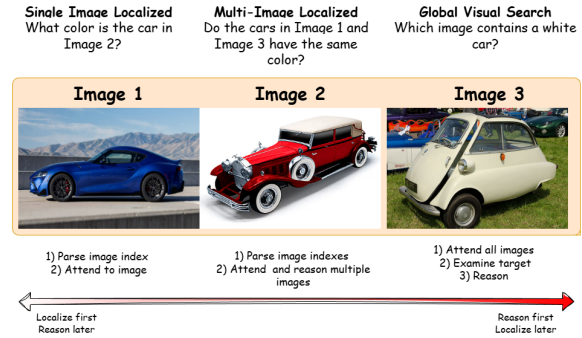 Single Image Localized
What color is the car in
Image 2?
Multi-Image Localized
Do the cars in Image 1 and
Image 3 have the same
color?
Global Visual Search
Which image contains a white
car?
Image 1
Image 2
Image 3
1) Parse image index
2) Attend to image
1) Parse image indexes
2) Attend and reason multiple
images
1) Attend all images
2) Examine target
3) Reason
Localize first
Reason later
Reason first
Localize later